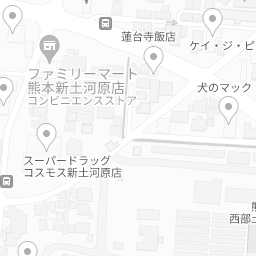 蓮台寺飯店
ケイ・ジ・ピ
ファミリーマート
熊本新土河原店
コンビニエンスストア
犬のマック
スーパードラッグ
コスモス新土河原店
熊
西部土